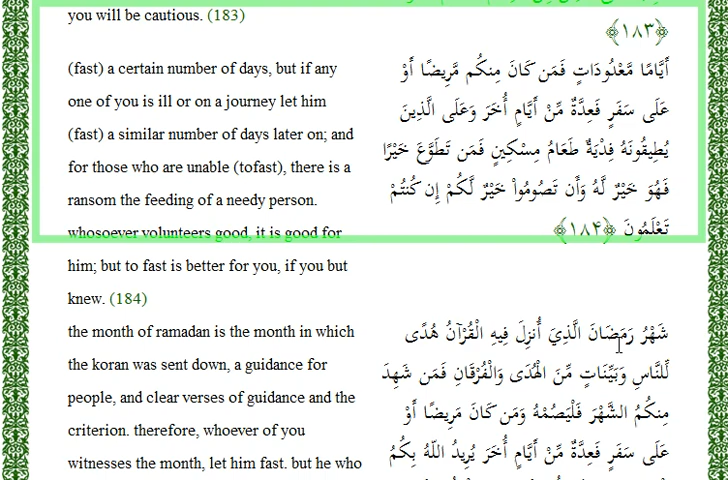 you will be cautious. (183)
(fast) a certain number of days, but if any
one of you is ill or on a journey let him
(fast) a similar number of days later on; and
for those who are unable (tofast), there is a
ransom the feeding of a needy person.
whosoever volunteers good, it is good for
him; but to fast is better for you, if you but
knew. (184)
the month of ramadan is the month in which
the koran was sent down, a guidance for
people, and clear verses of guidance and the
criterion. therefore, whoever of you
witnesses the month, let him fast. but he who
﴿۱۸۳﴾
أَيَّامًا مَّعْدُودَاتٍ فَمَن كَانَ مِنكُم مَّرِيضًا أَوْ
عَلَى سَفَرٍ فَعِدَّةٌ مِّنْ أَيَّامٍ أُخَرَ وَعَلَى الَّذِينَ
يُطِيقُونَهُ فِدْيَةٌ طَعَامُ مِسْكِينٍ فَمَن تَطَوَّعَ خَيْرًا
فَهُوَ خَيْرٌ لَّهُ وَأَن تَصُومُواْ خَيْرٌ لَّكُمْ إِن كُنتُمْ
تَعْلَمُونَ ﴿۱۸۴﴾
شَهْرُ رَمَضَانَ الَّذِيَ أُنزِلَ فِيهِ الْقُرْآنُ هُدًى
لِّلنَّاسِ وَبَيِّنَاتٍ مِّنَ الْهُدَى وَالْفُرْقَانِ فَمَن شَهِدَ
مِنكُمُ الشَّهْرَ فَلْيَصُمْهُ وَمَن كَانَ مَرِيضًا أَوْ
عَلَى سَفَرٍ فَعِدَّةٌ مِّنْ أَيَّامٍ أُخَرَ يُرِيدُ اللّهُ بِكُمُ